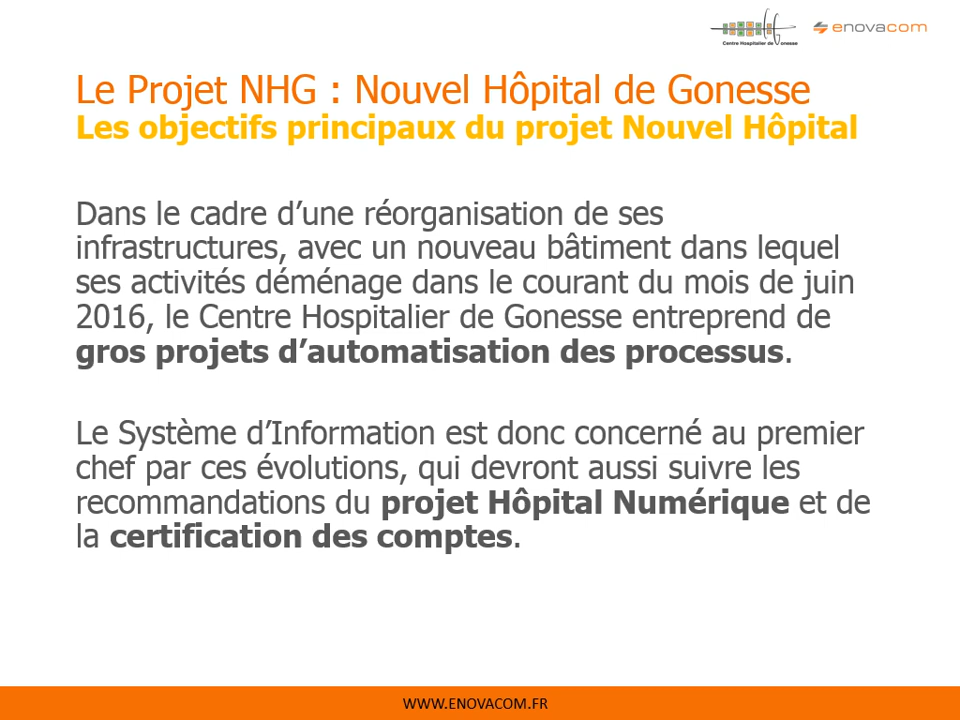 Centre Hospitalier de Gonesse
enovacom
Le Projet NHG : Nouvel Hôpital de Gonesse
Les objectifs principaux du projet Nouvel Hôpital
Dans le cadre d’une réorganisation de ses
infrastructures, avec un nouveau bâtiment dans lequel
ses activités déménage dans le courant du mois de juin
2016, le Centre Hospitalier de Gonesse entreprend de
gros projets d’automatisation des processus.
Le Système d’Information est donc concerné au premier
chef par ces évolutions, qui devront aussi suivre les
recommandations du projet Hôpital Numérique et de
la certification des comptes.
WWW.ENOVACOM.FR